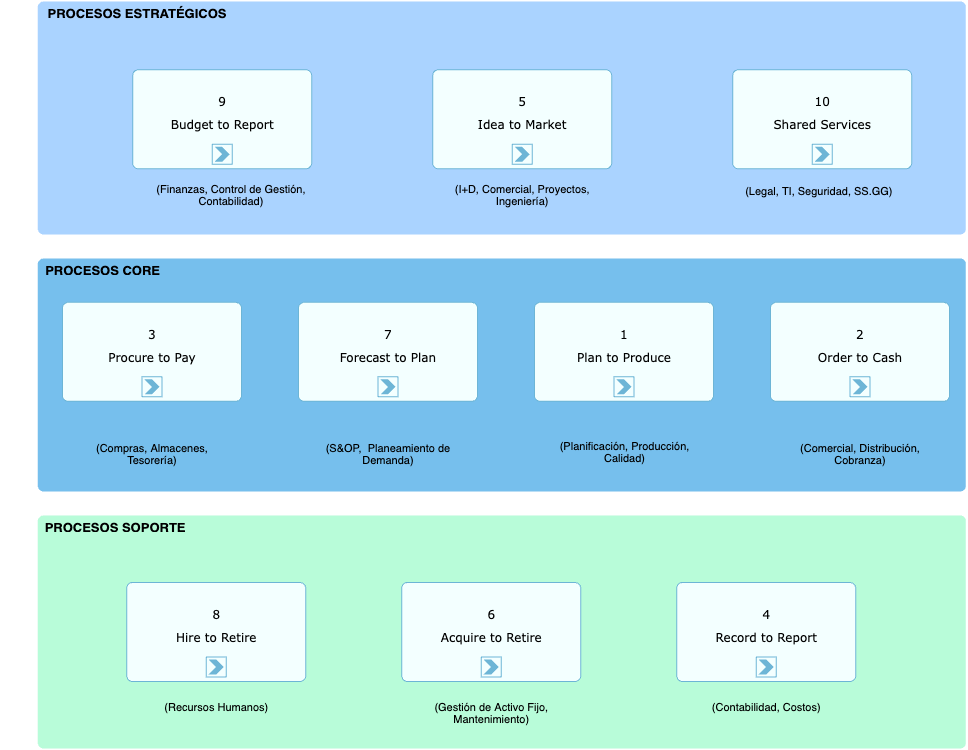 PROCESOS ESTRATÉGICOS
9
Budget to Report
(Finanzas, Control de Gestión,
Contabilidad)
5
Idea to Market
(I+D, Comercial, Proyectos,
Ingeniería)
10
Shared Services
(Legal, TI, Seguridad, SS.GG)
PROCESOS CORE
3
Procure to Pay
(Compras, Almacenes,
Tesorería)
7
Forecast to Plan
(S&OP, Planeamiento de
Demanda)
1
Plan to Produce
(Planificación, Producción,
Calidad)
2
Order to Cash
(Comercial, Distribución,
Cobranza)
PROCESOS SOPORTE
8
Hire to Retire
(Recursos Humanos)
6
Acquire to Retire
(Gestión de Activo Fijo,
Mantenimiento)
4
Record to Report
(Contabilidad, Costos)